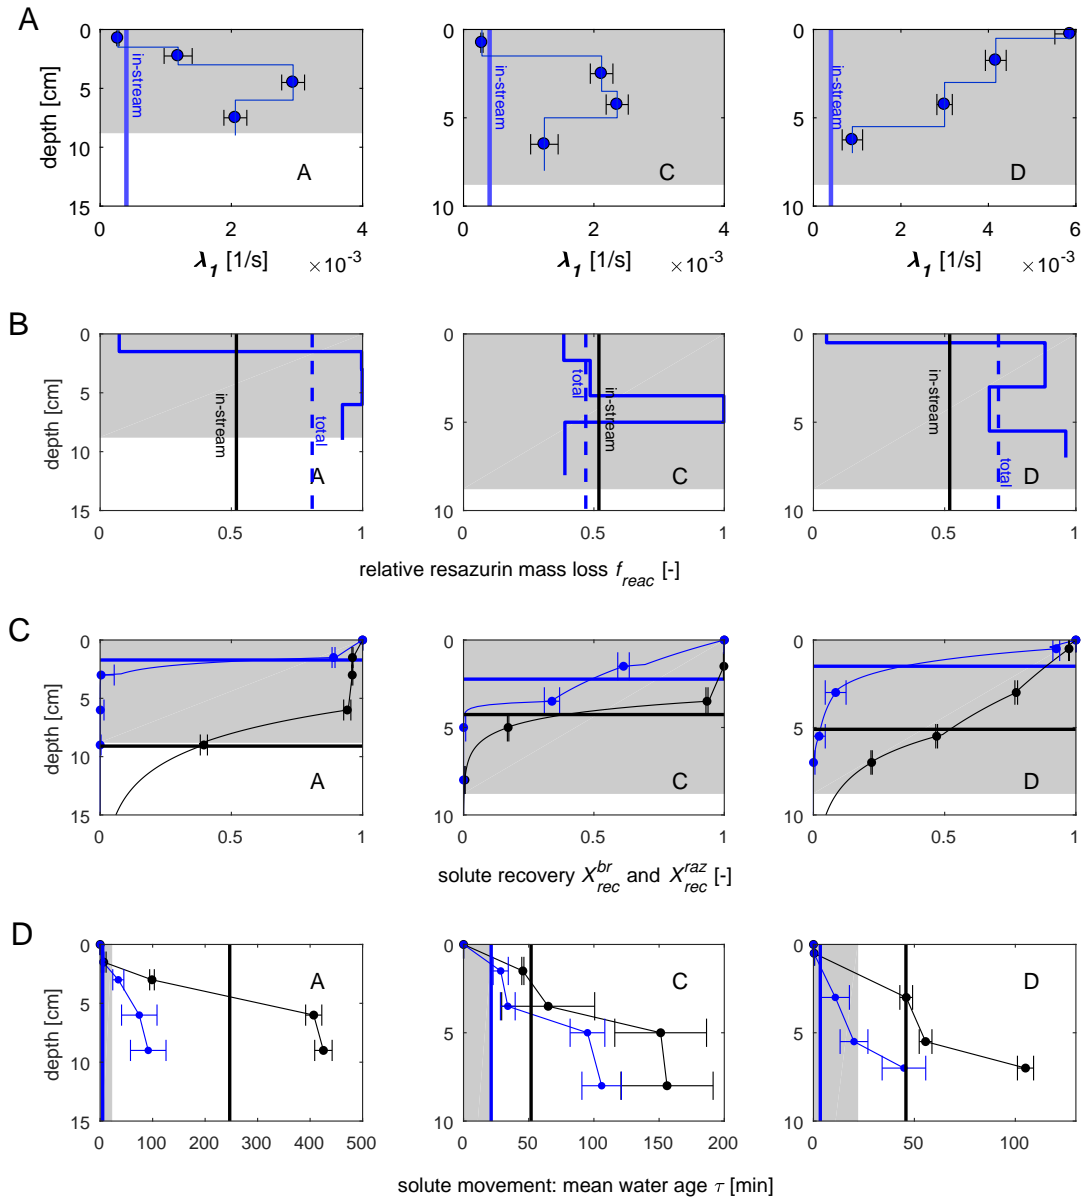 A
0
5
10
15
depth [cm]
in-stream
A
0
2
4
λ1 [1/s]
×10-3
0
5
10
in-stream
C
0
2
4
λ1 [1/s]
×10-3
0
5
10
in-stream
D
0
2
4
6
λ1 [1/s]
×10-3
B
0
5
10
15
depth [cm]
in-stream
total
A
0
0.5
1
0
5
10
total
in-stream
C
0
0.5
1
0
5
10
in-stream
total
D
0
0.5
1
relative resazurin mass loss freac [-]
C
0
5
10
15
depth [cm]
A
0
0.5
1
0
5
10
C
0
0.5
1
0
5
10
D
0
0.5
1
solute recovery Xbrrec and Xrazrec [-]
D
0
5
10
15
depth [cm]
A
0
100
200
300
400
500
0
5
10
C
0
50
100
150
200
0
5
10
D
0
50
100
solute movement: mean water age τ [min]